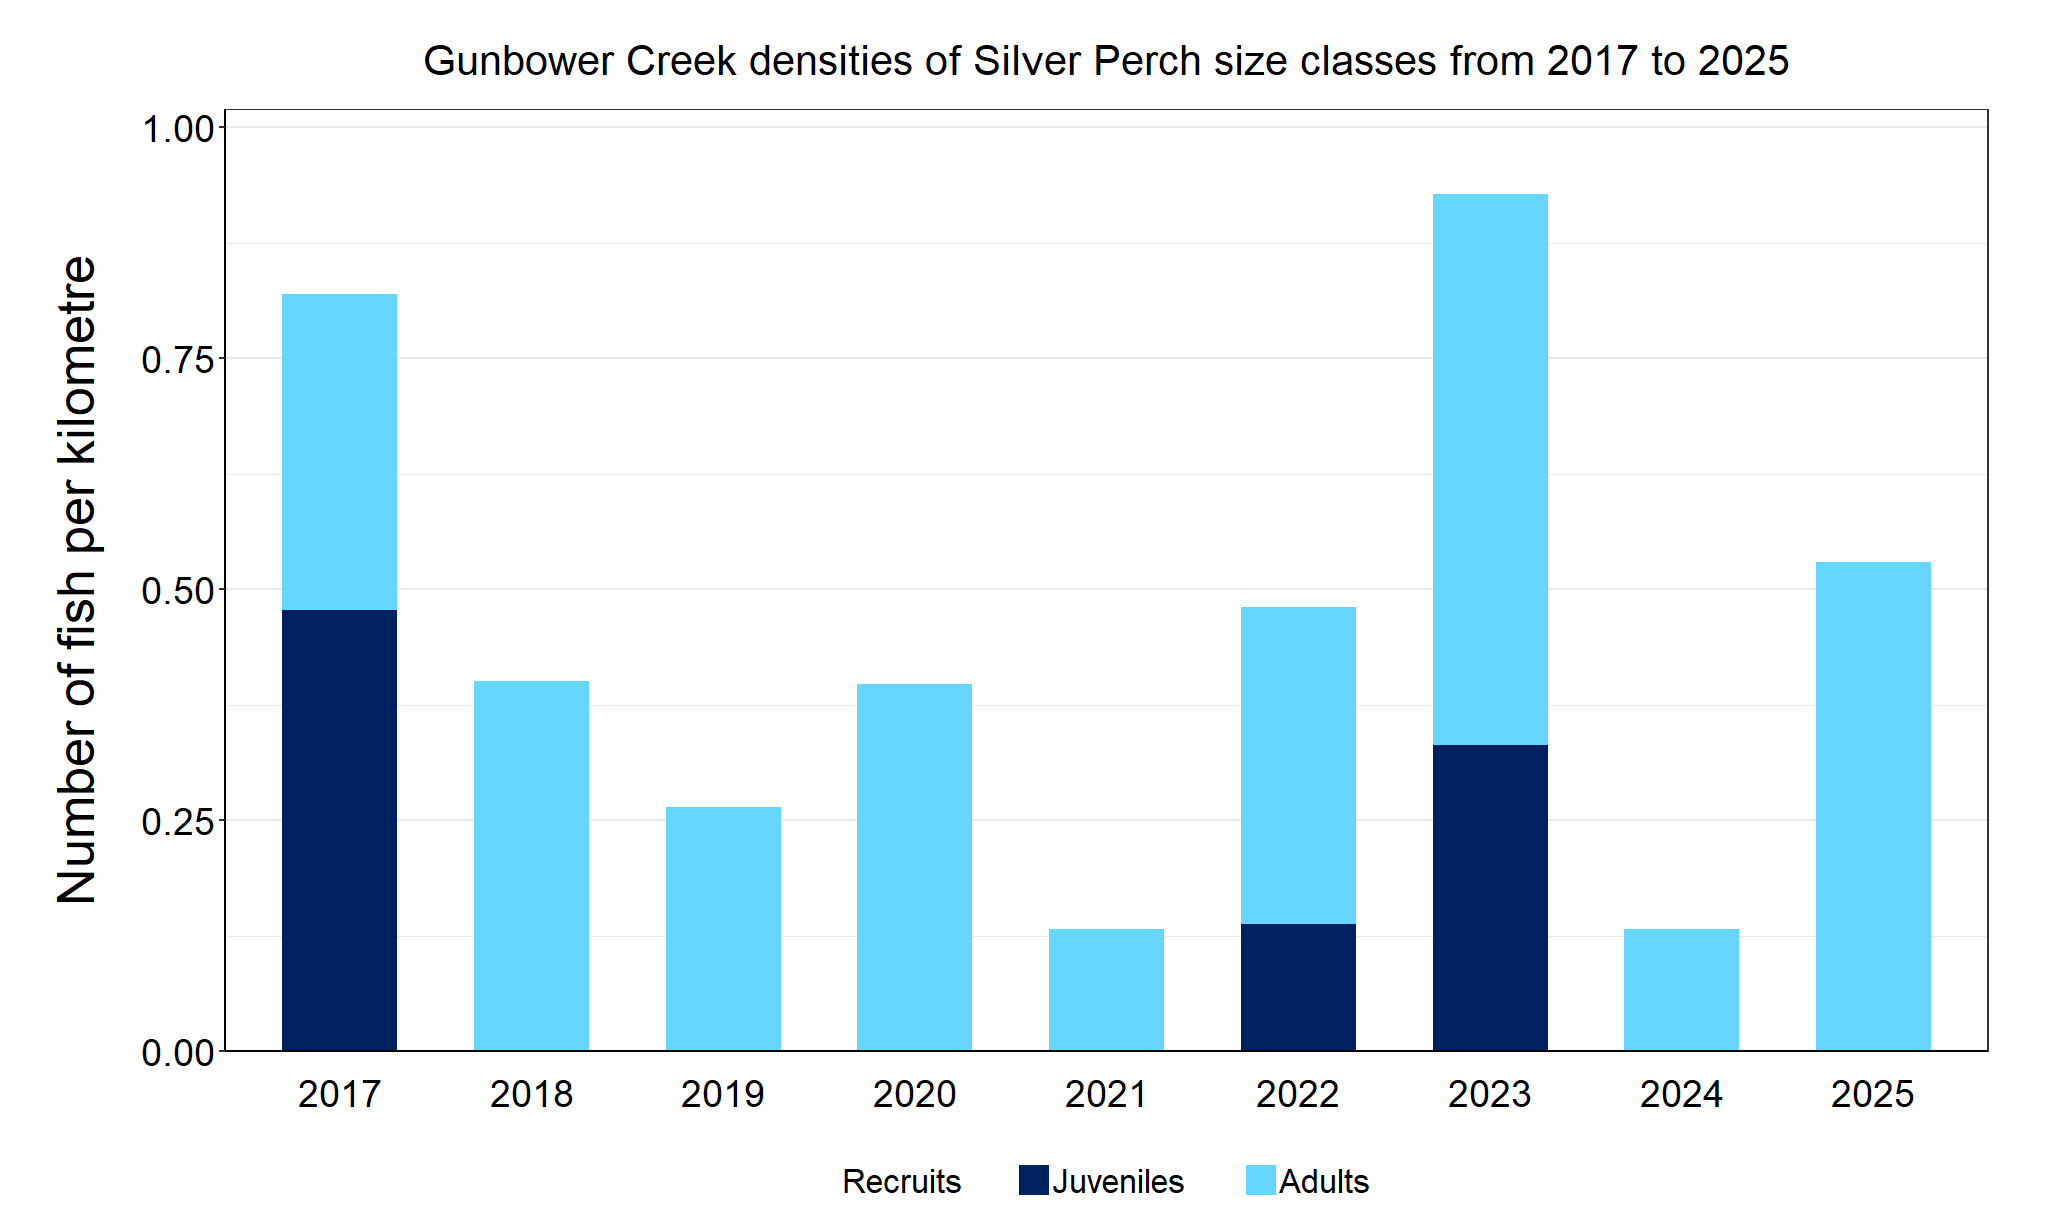 Gunbower Creek densities of Silver Perch size classes from 2017 to 2025
Number of fish per kilometre
1.00
0.75
0.50
0.25
0.00
2017 2018 2019 2020 2021 2022 2023 2024 2025
Recruits Juveniles Adults